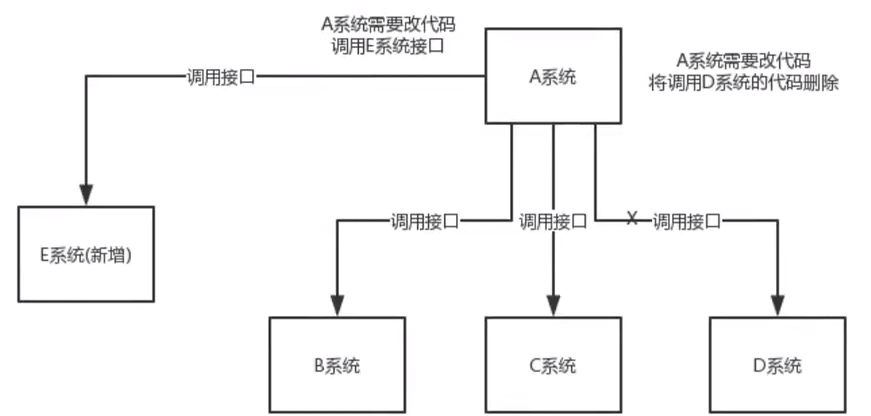 A系统需要改代码
调用E系统接口
A系统
A系统需要改代码
将调用D系统的代码删除
调用接口
E系统(新增)
调用接口
调用接口
X
调用接口
B系统
C系统
D系统